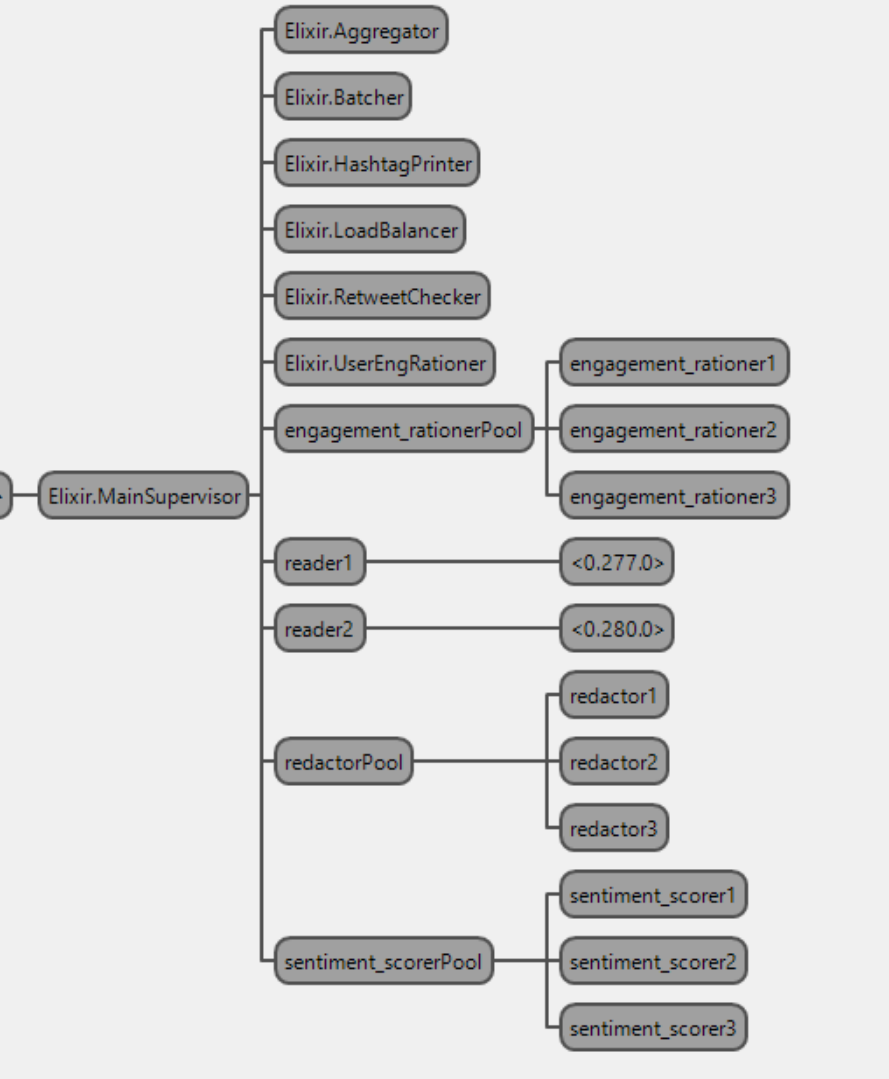 Elixir.Aggregator
Elixir.Batcher
Elixir.HashtagPrinter
Elixir.LoadBalancer
Elixir.RetweetChecker
Elixir.UserEngRationer
engagement_rationer1
engagement_rationerPool
engagement_rationer2
Elixir.MainSupervisor
engagement_rationer3
reader1
<0.277.0>
reader2
<0.280.0>
redactor1
redactorPool
redactor2
redactor3
sentiment_scorer1
sentiment_scorerPool
sentiment_scorer2
sentiment_scorer3